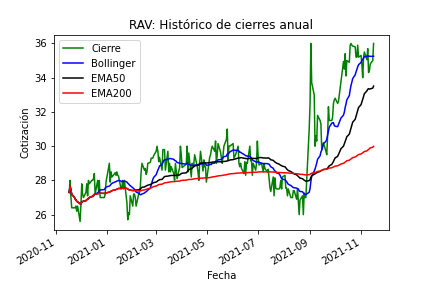 RAV: Histórico de cierres anual
Cierre
Bollinger
EMA50
EMA200
Cotización
36
34
32
30
28
26
2020-11
2021-01
2021-03
2021-05
2021-07
2021-09
2021-11
Fecha